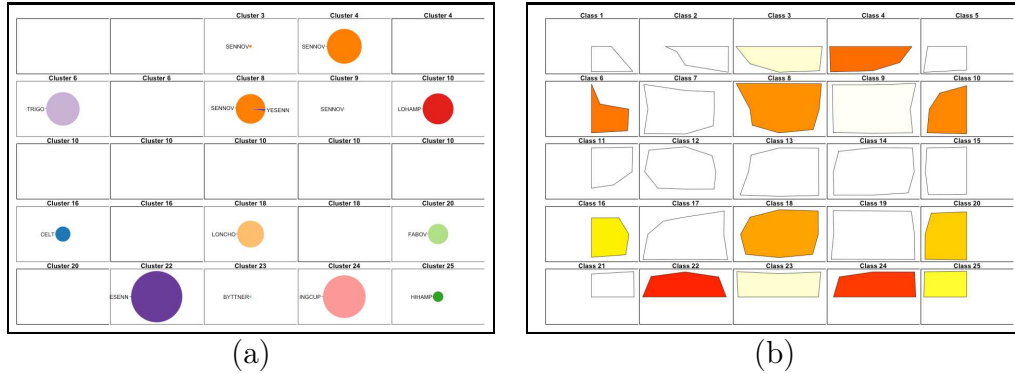 Cluster 3 Cluster 4 Cluster 4
SENNOV SENNOV
Cluster 6 Cluster 6 Cluster 8 Cluster 9 Cluster 10
TRIGO SENNOV YESENN SENNOV LOHAMP
Cluster 10 Cluster 10 Cluster 10 Cluster 10 Cluster 10
Cluster 16 Cluster 16 Cluster 18 Cluster 18 Cluster 20
CELT LONCHO FABOV
Cluster 20 Cluster 22 Cluster 23 Cluster 24 Cluster 25
ESENN BYTTNER INGCUP HIHAMP
(a)
Class 1 Class 2 Class 3 Class 4 Class 5
Class 6 Class 7 Class 8 Class 9 Class 10
Class 11 Class 12 Class 13 Class 14 Class 15
Class 16 Class 17 Class 18 Class 19 Class 20
Class 21 Class 22 Class 23 Class 24 Class 25
(b)